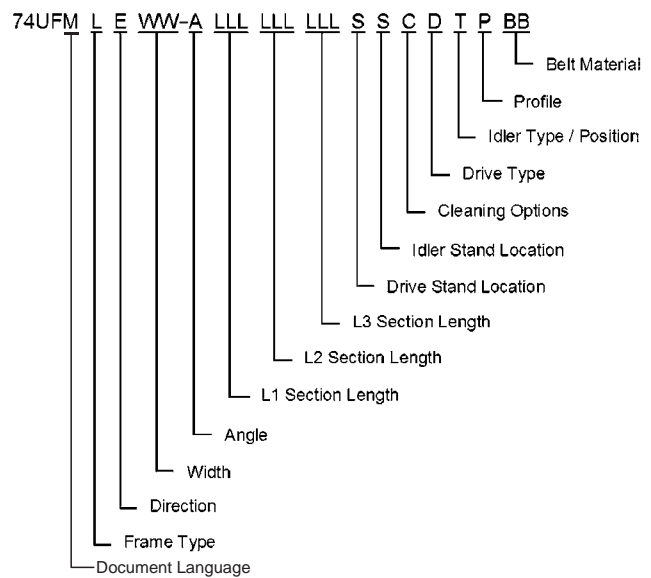 74UFM L E WW-A LLL LLL LLL S S C D T P BB
Belt Material
Profile
Idler Type / Position
Drive Type
Cleaning Options
Idler Stand Location
Drive Stand Location
L3 Section Length
L2 Section Length
L1 Section Length
Angle
Width
Direction
Frame Type
Document Language